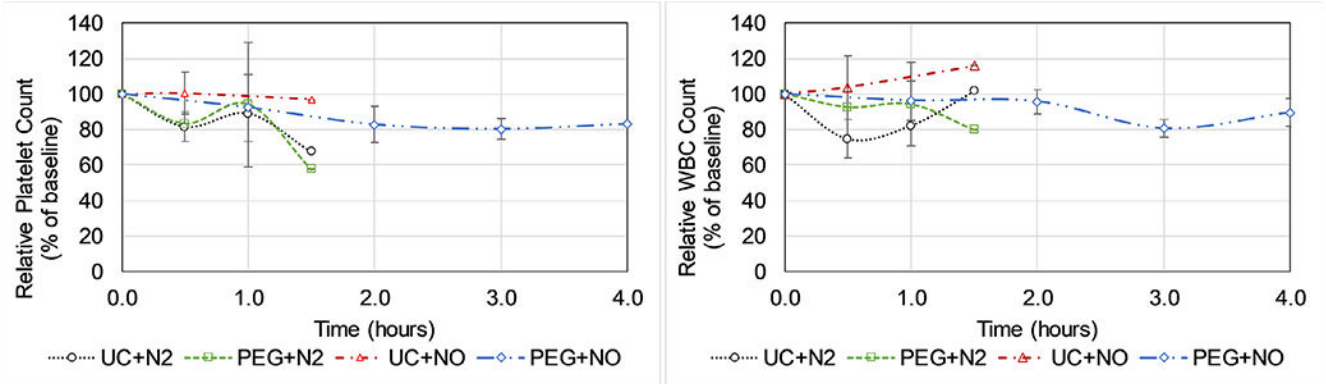 Relative Platelet Count
(% of baseline)
140
120
100
80
60
40
20
0
0.0 1.0 2.0 3.0 4.0
Time (hours)
UC+N2 PEG+N2 UC+NO PEG+NO
Relative WBC Count
(% of baseline)
140
120
100
80
60
40
20
0
0.0 1.0 2.0 3.0 4.0
Time (hours)
UC+N2 PEG+N2 UC+NO PEG+NO